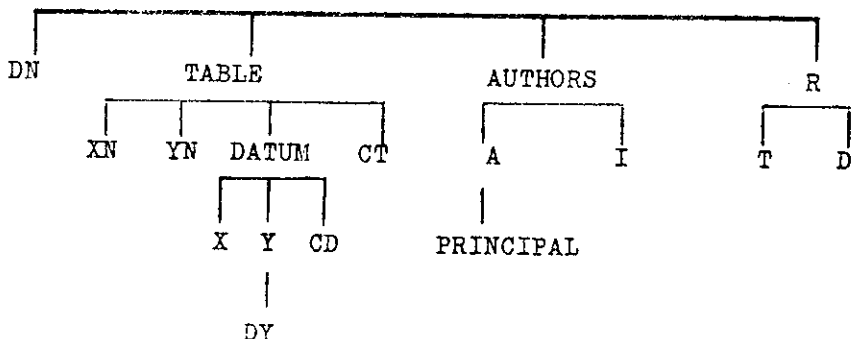 DN TABLE AUTHORS R
XN YN DATUM CT A I T D
X Y CD PRINCIPAL
DY